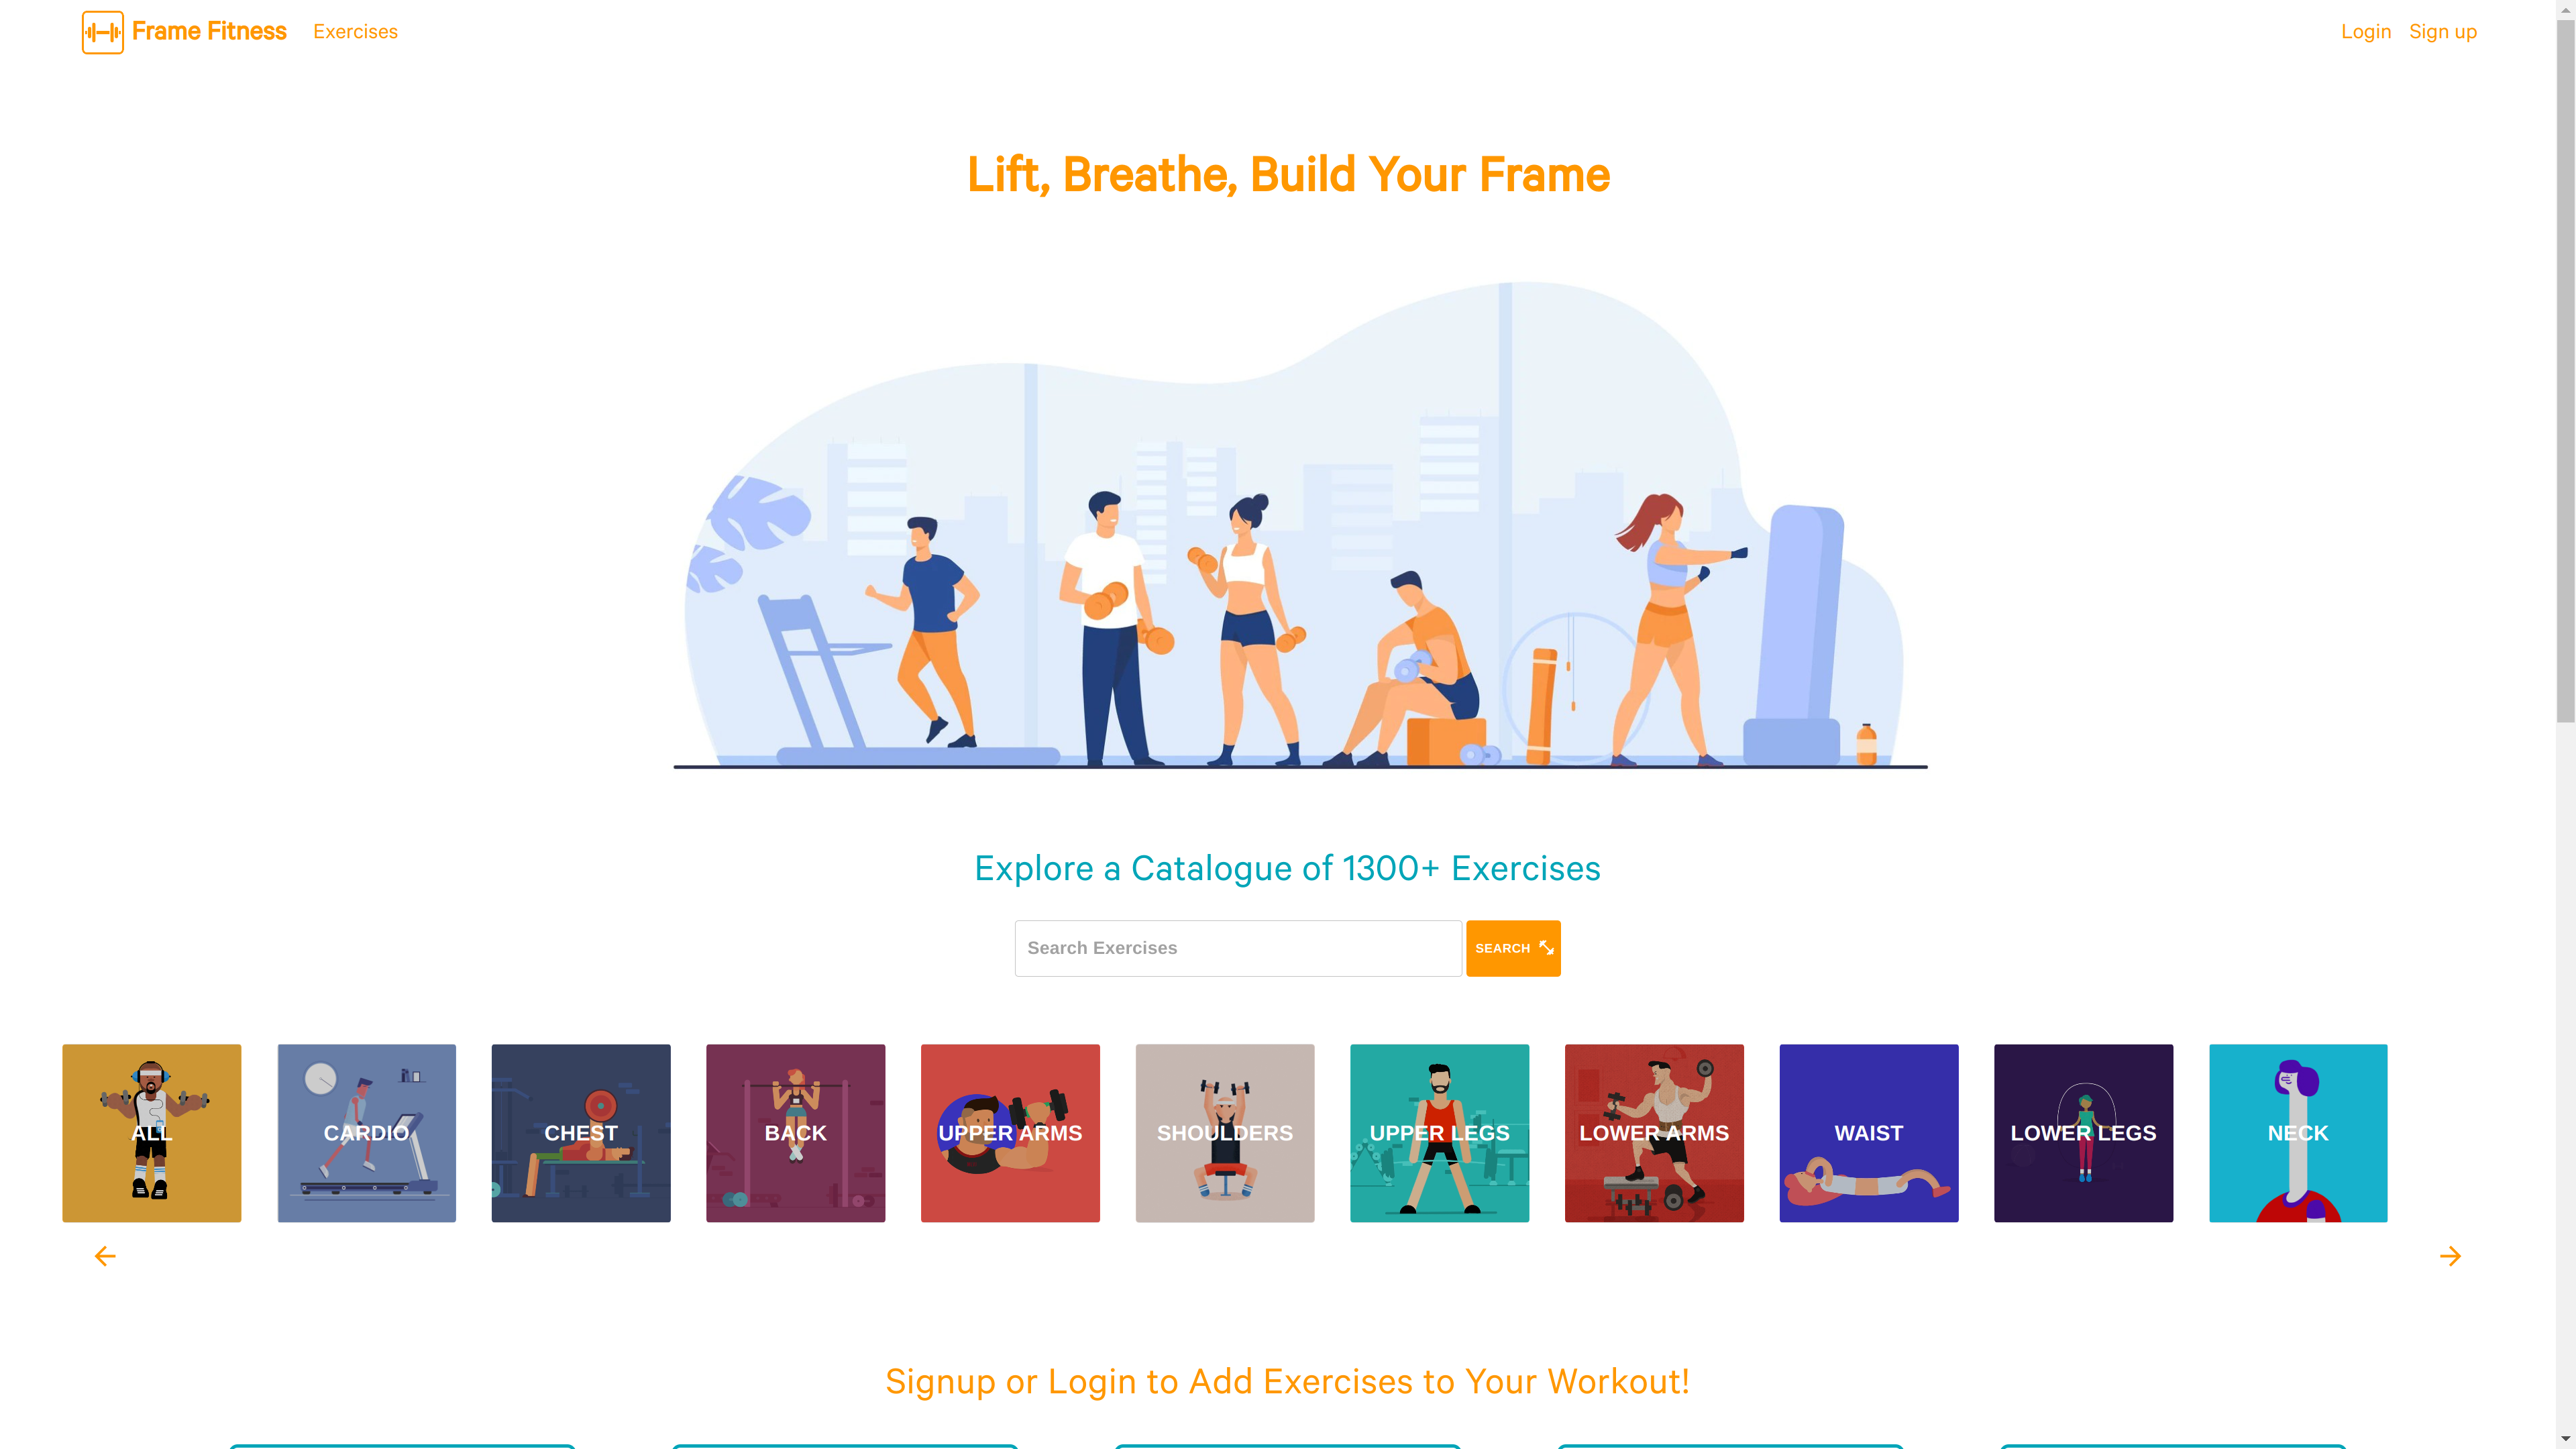 Frame Fitness Exercises Login Sign up
Lift, Breathe, Build Your Frame
Explore a Catalogue of 1300+ Exercises
Search Exercises SEARCH
ALL CARDIO CHEST BACK UPPER ARMS SHOULDERS UPPER LEGS LOWER ARMS WAIST LOWER LEGS NECK
Signup or Login to Add Exercises to Your Workout!